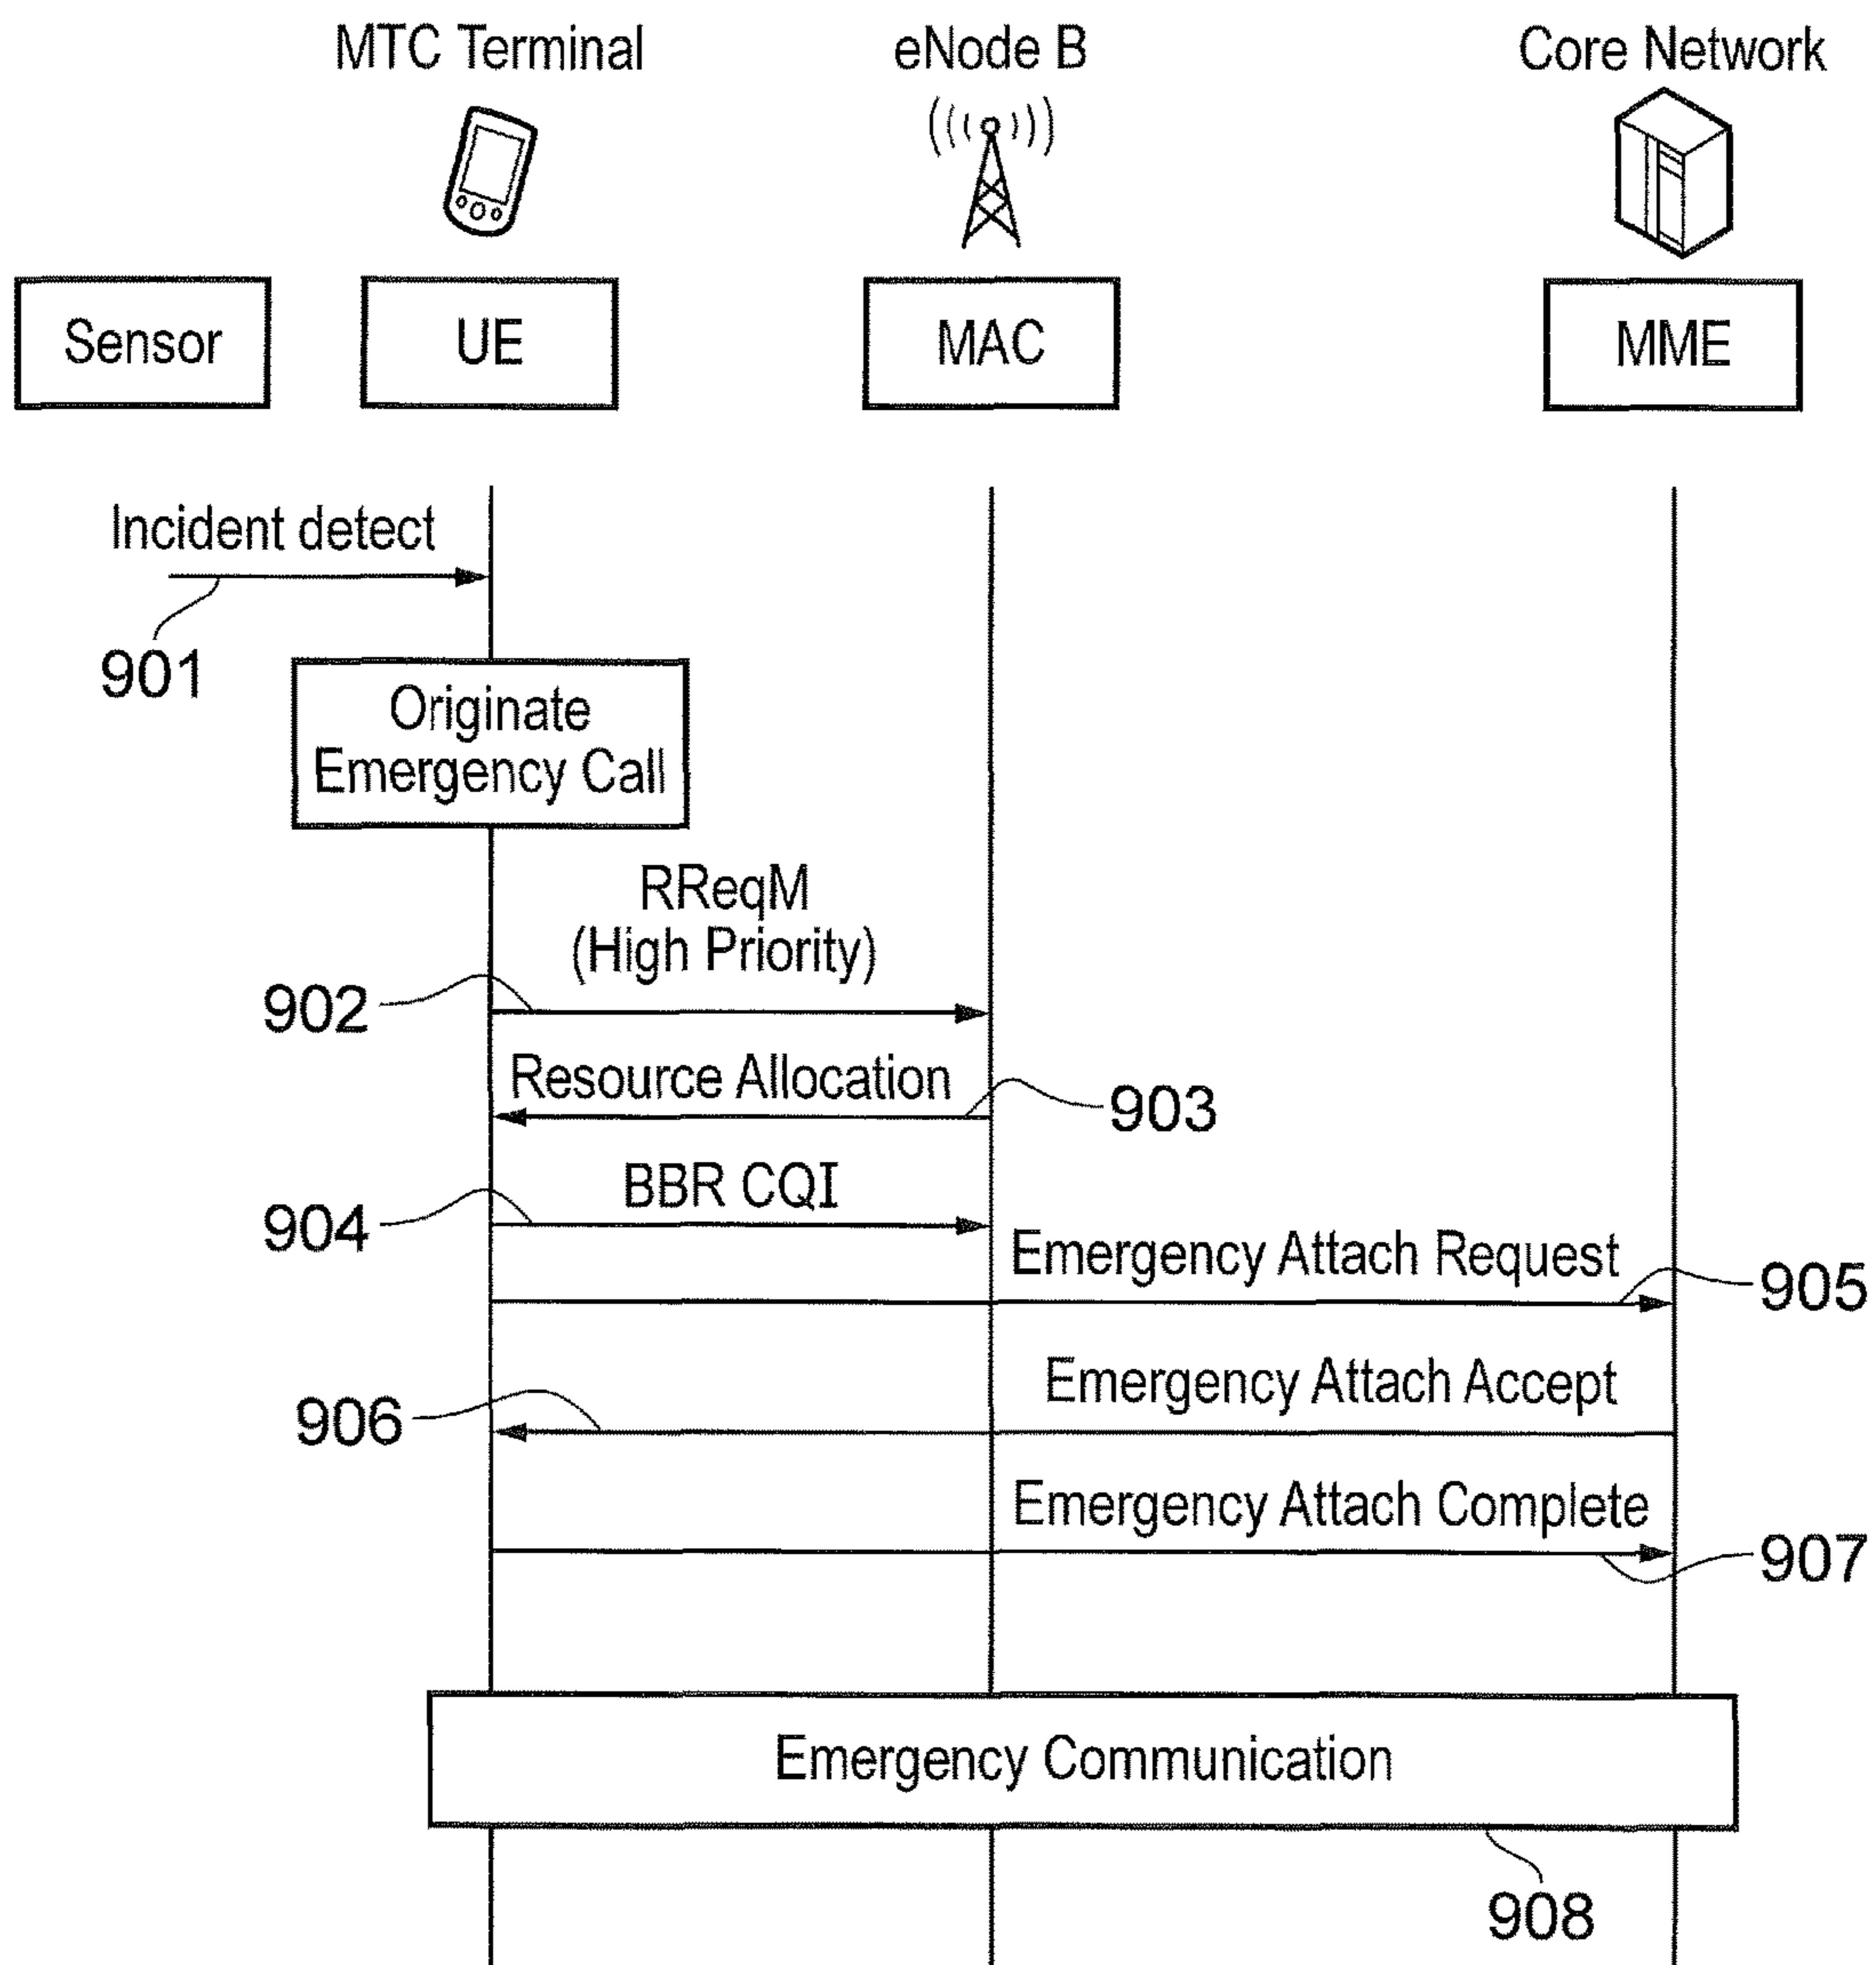 MTC Terminal
eNode B
Core Network
Sensor
UE
MAC
MME
Incident detect
901
Originate
Emergency Call
RReqM
(High Priority)
902
Resource Allocation
903
BBR CQI
904
Emergency Attach Request
905
Emergency Attach Accept
906
Emergency Attach Complete
907
Emergency Communication
908